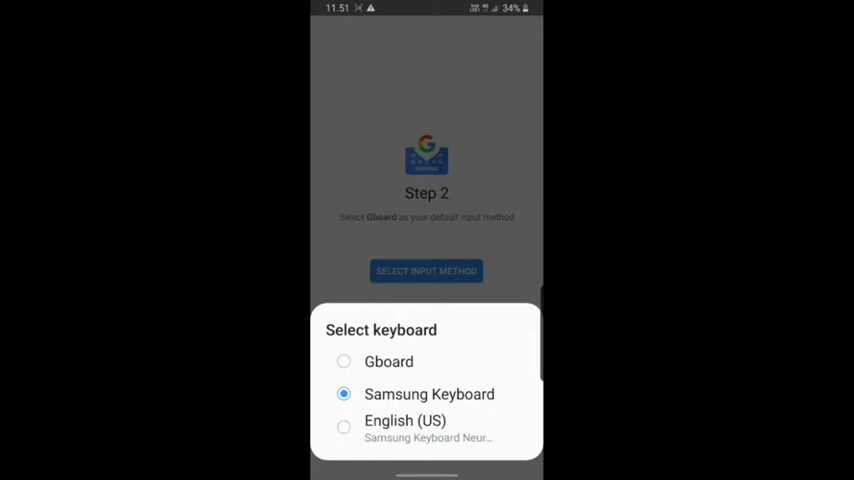 11.51 34%
Step 2
Select Gboard as your default input method.
SELECT INPUT METHOD
Select keyboard
Gboard
Samsung Keyboard
English (US)
Samsung Keyboard Neur...